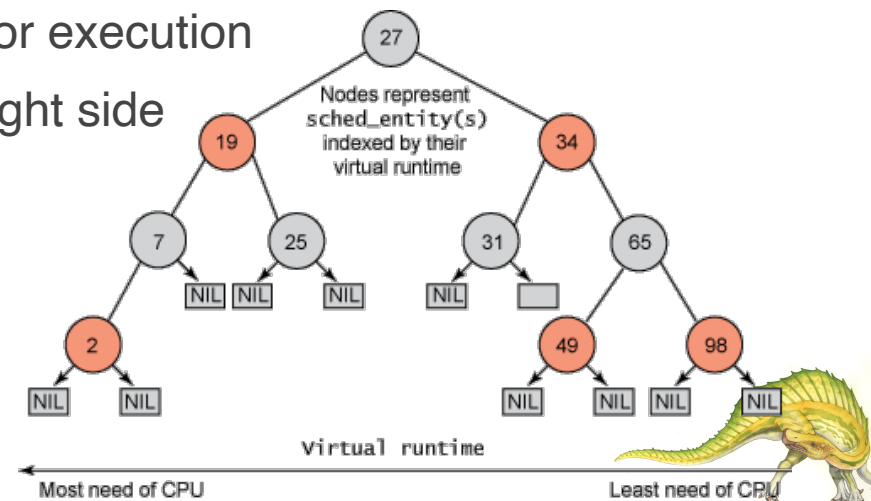 or execution
ght side
27
Nodes represent
sched_entity(s)
indexed by their
virtual runtime
19
34
7
25
31
65
NIL
NIL
NIL
NIL
2
49
98
NIL
NIL
NIL
NIL
NIL
NIL
Virtual runtime
Most need of CPU
Least need of CPU